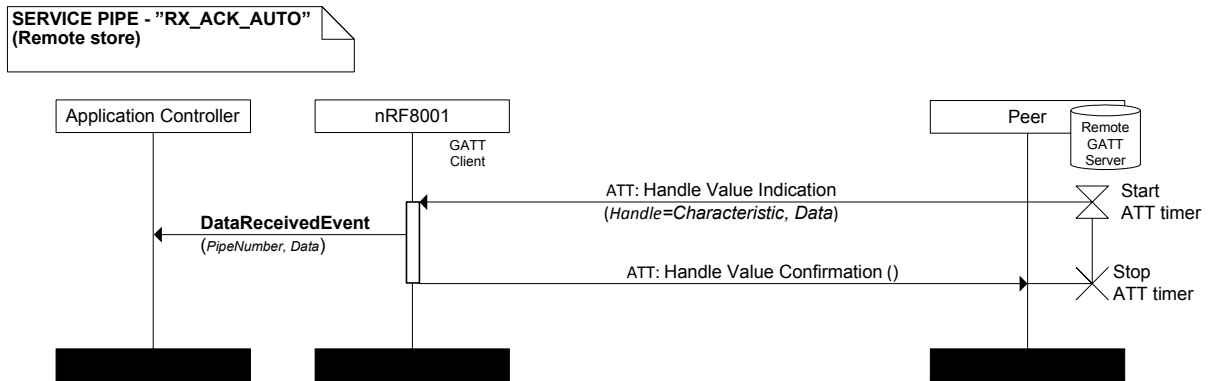 SERVICE PIPE - ”RX_ACK_AUTO”
(Remote store)
Application Controller
nRF8001
Peer
GATT
Client
Remote
GATT
Server
ATT: Handle Value Indication
(Handle=Characteristic, Data)
Start
ATT timer
DataReceivedEvent
(PipeNumber, Data)
ATT: Handle Value Confirmation ()
Stop
ATT timer